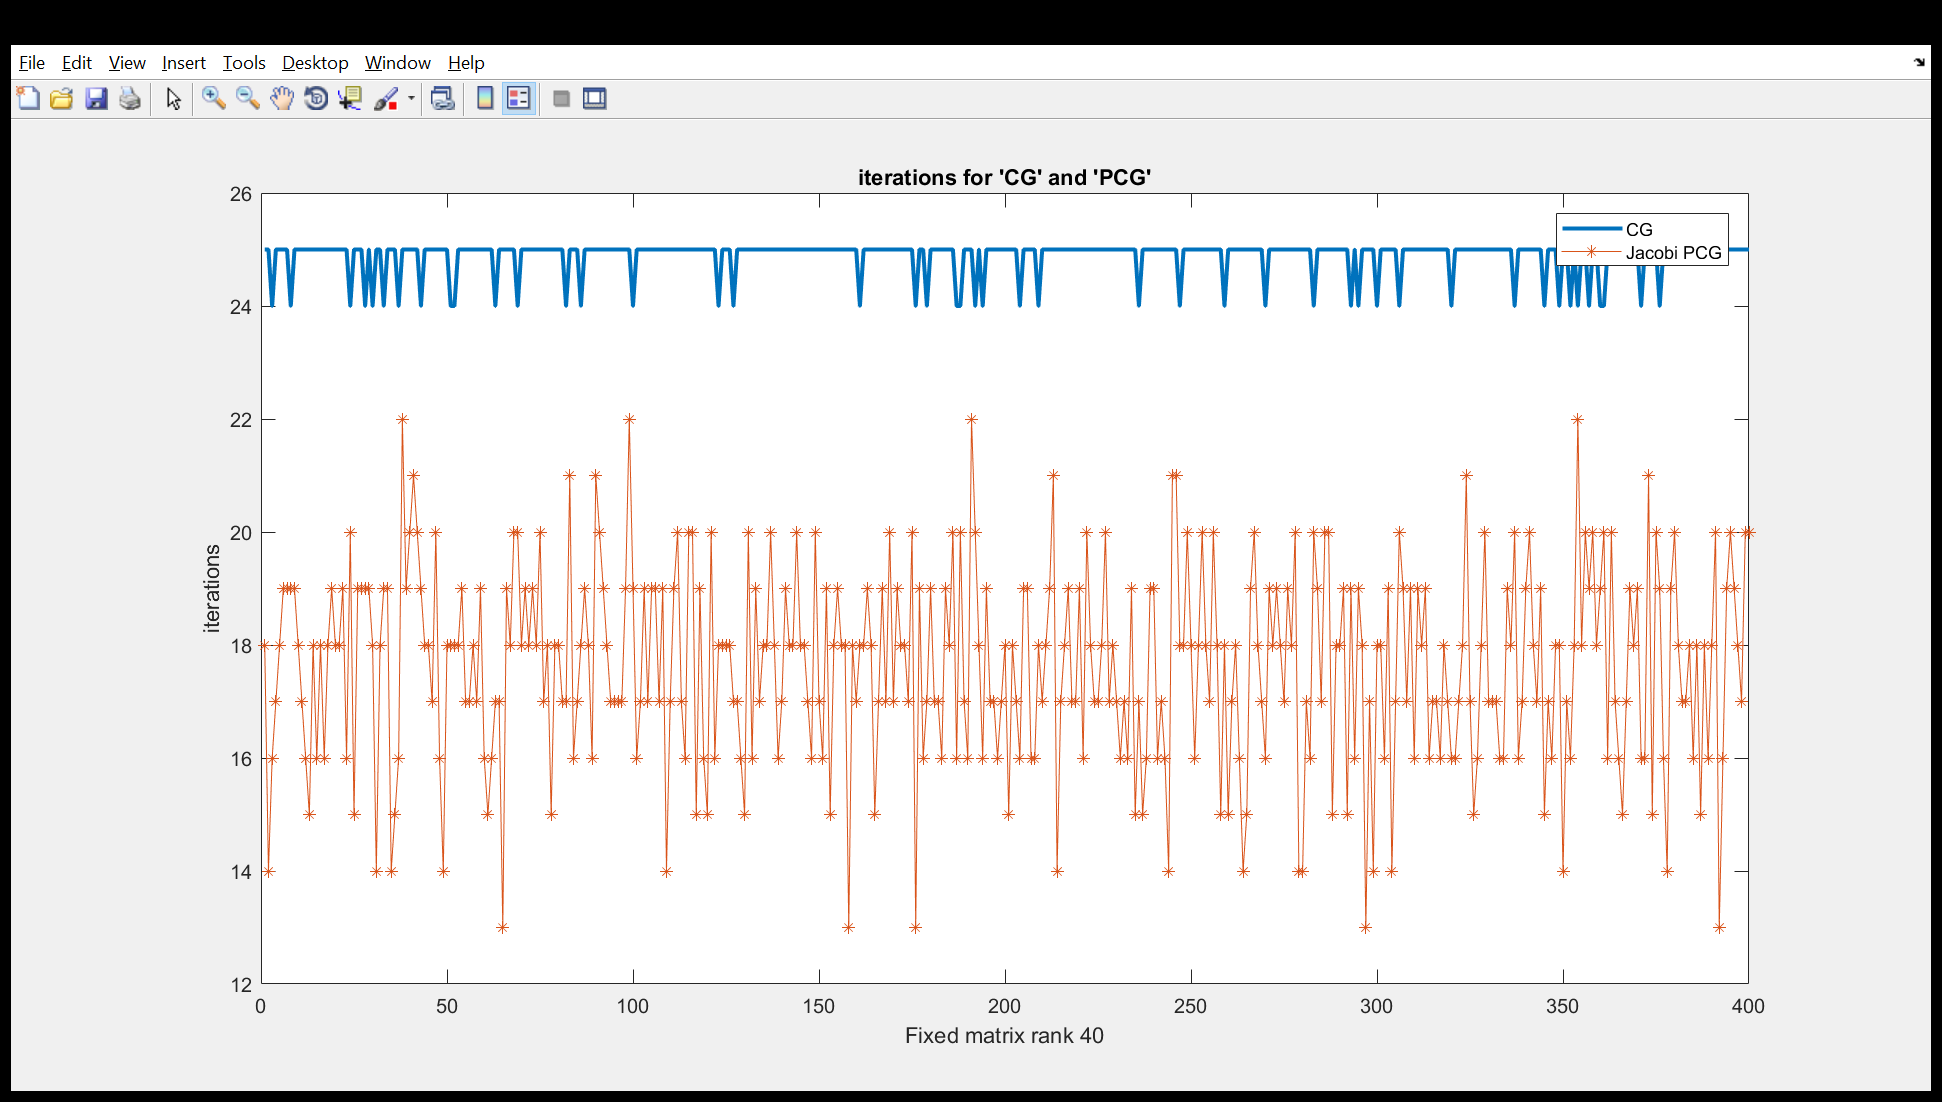 File Edit View Insert Tools Desktop Window Help
iterations for 'CG' and 'PCG'
26
24
22
20
18
16
14
12
iterations
CG
Jacobi PCG
0 50 100 150 200 250 300 350 400
Fixed matrix rank 40